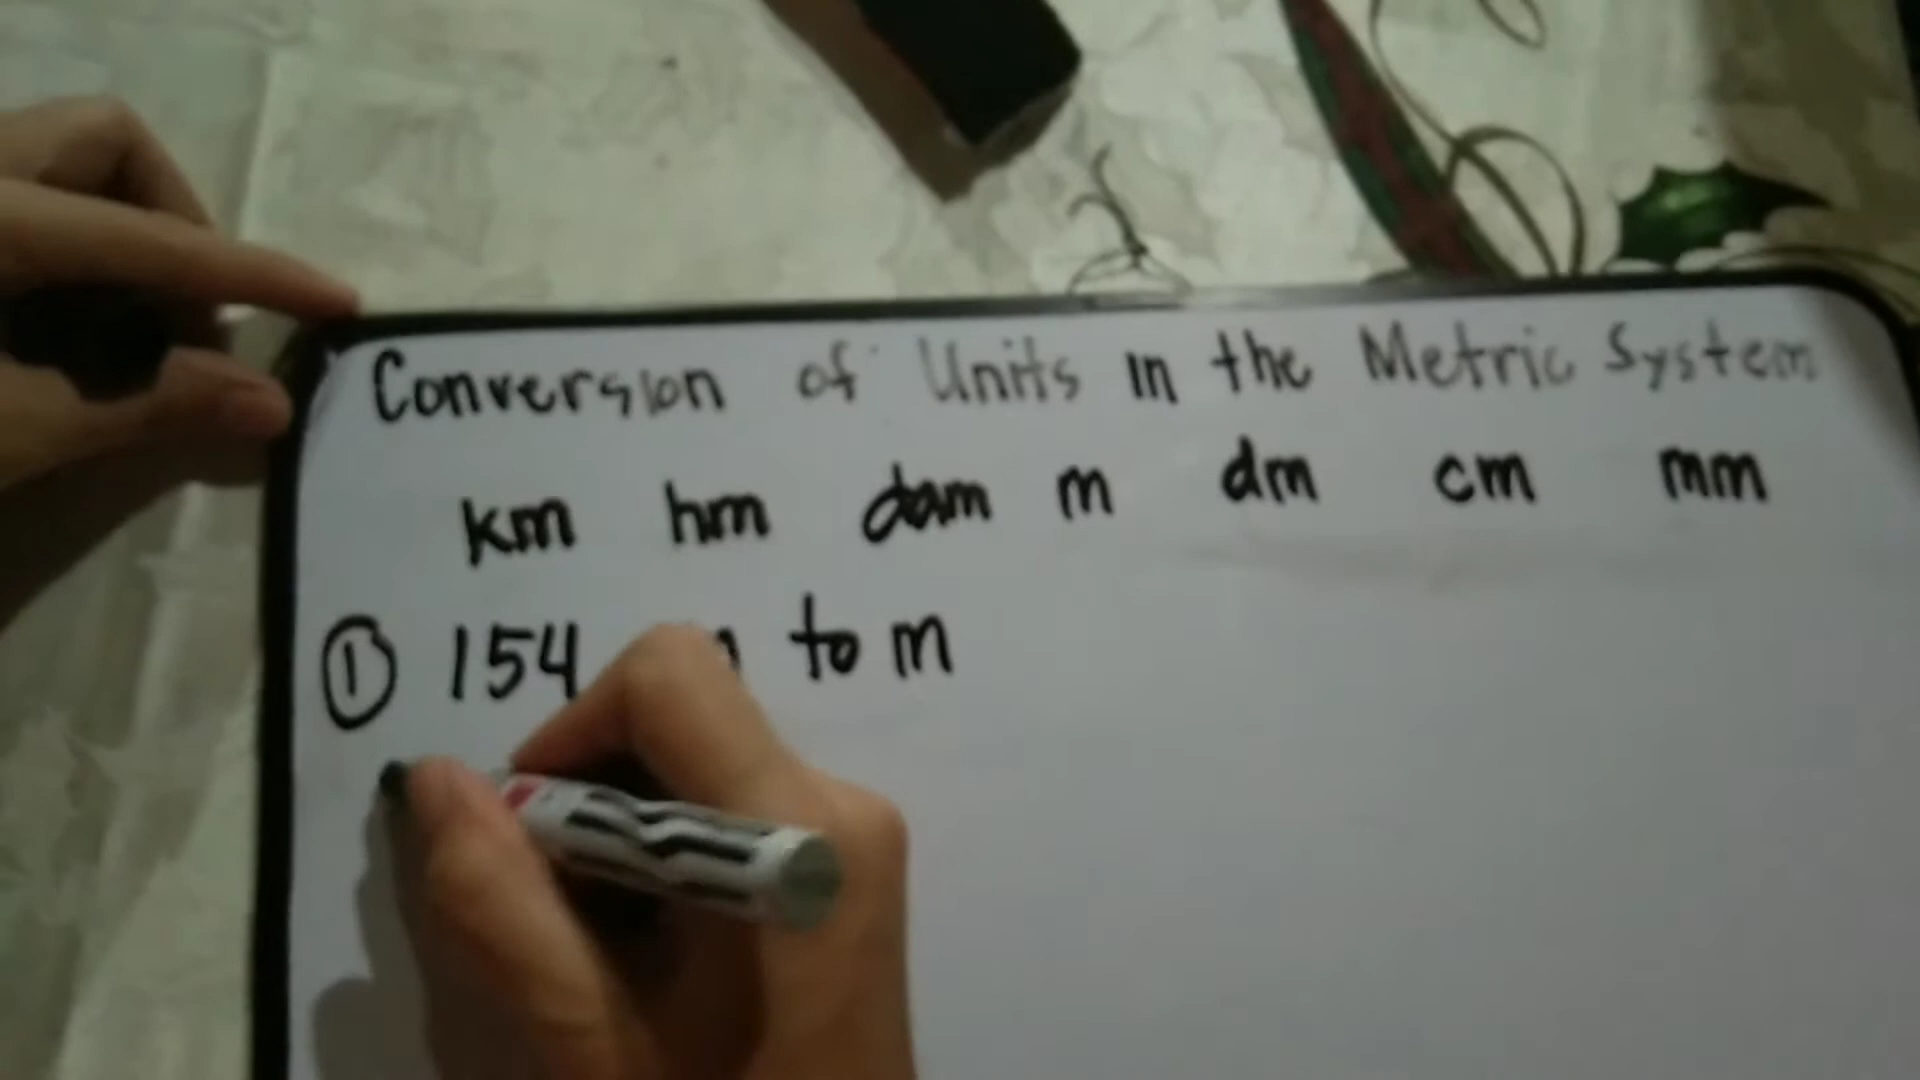 Conversion of Units in the Metric System
km hm dam m dm cm mm
① 154 to m